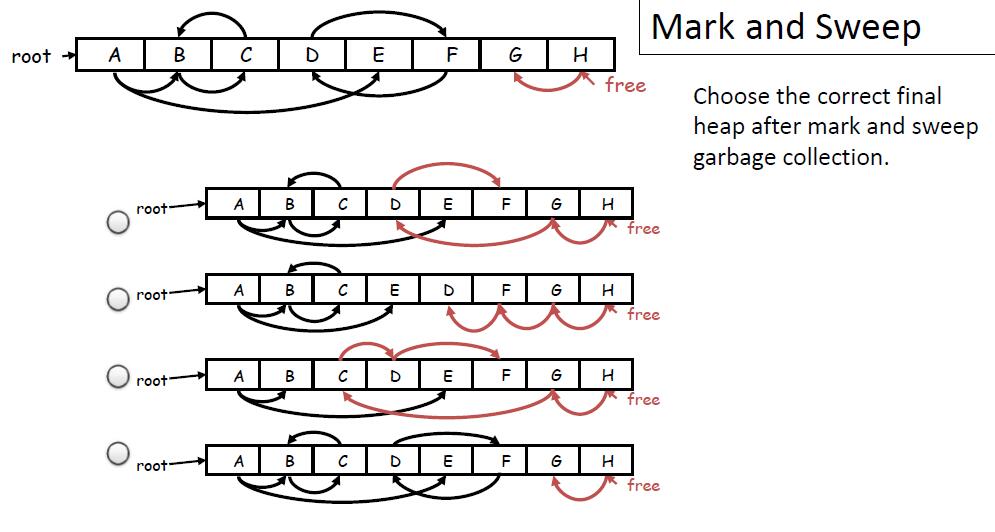 Mark and Sweep
root A B C D E F G H
free
Choose the correct final
heap after mark and sweep
garbage collection.
root A B C D E F G H
free
root A B C E D F G H
free
root A B C D E F G H
free
root A B C D E F G H
free